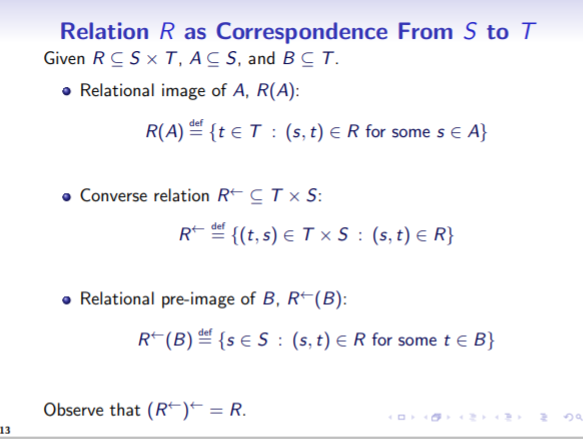 Relation R as Correspondence From S to T
Given R ⊆ S × T, A ⊆ S, and B ⊆ T.
Relational image of A, R(A):
R(A) ≝ {t ∈ T : (s, t) ∈ R for some s ∈ A}
Converse relation R← ⊆ T × S:
R← ≝ {(t, s) ∈ T × S : (s, t) ∈ R}
Relational pre-image of B, R←(B):
R←(B) ≝ {s ∈ S : (s, t) ∈ R for some t ∈ B}
Observe that (R←)← = R.
13